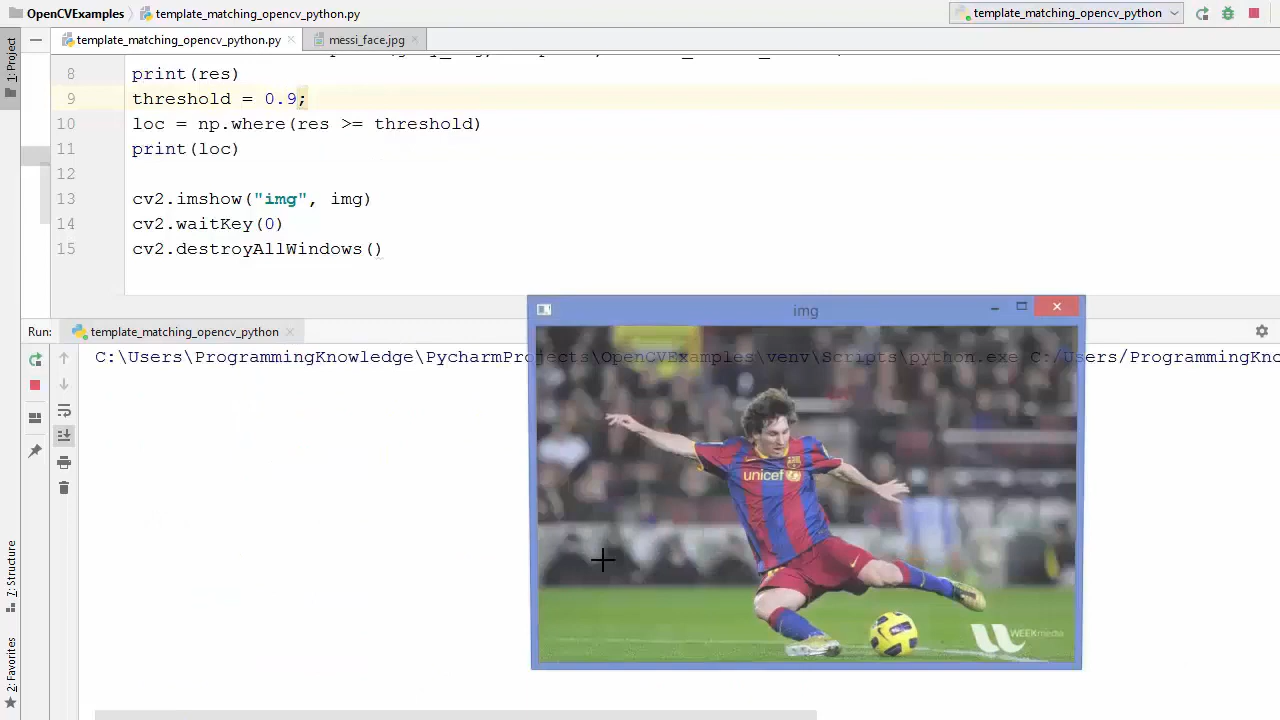 OpenCVExamples template_matching_opencv_python.py template_matching_opencv_python
template_matching_opencv_python.py messi_face.jpg
1: Project
8 print(res)
9 threshold = 0.9;
10 loc = np.where(res >= threshold)
11 print(loc)
12
13 cv2.imshow("img", img)
14 cv2.waitKey(0)
15 cv2.destroyAllWindows()
img
Run: template_matching_opencv_python
C:\Users\ProgrammingKnowledge\PycharmProjects\OpenCVExamples\venv\Scripts\python.exe C:/Users/ProgrammingKno
unicef
WEEKmedia
Z: Structure
2: Favorites